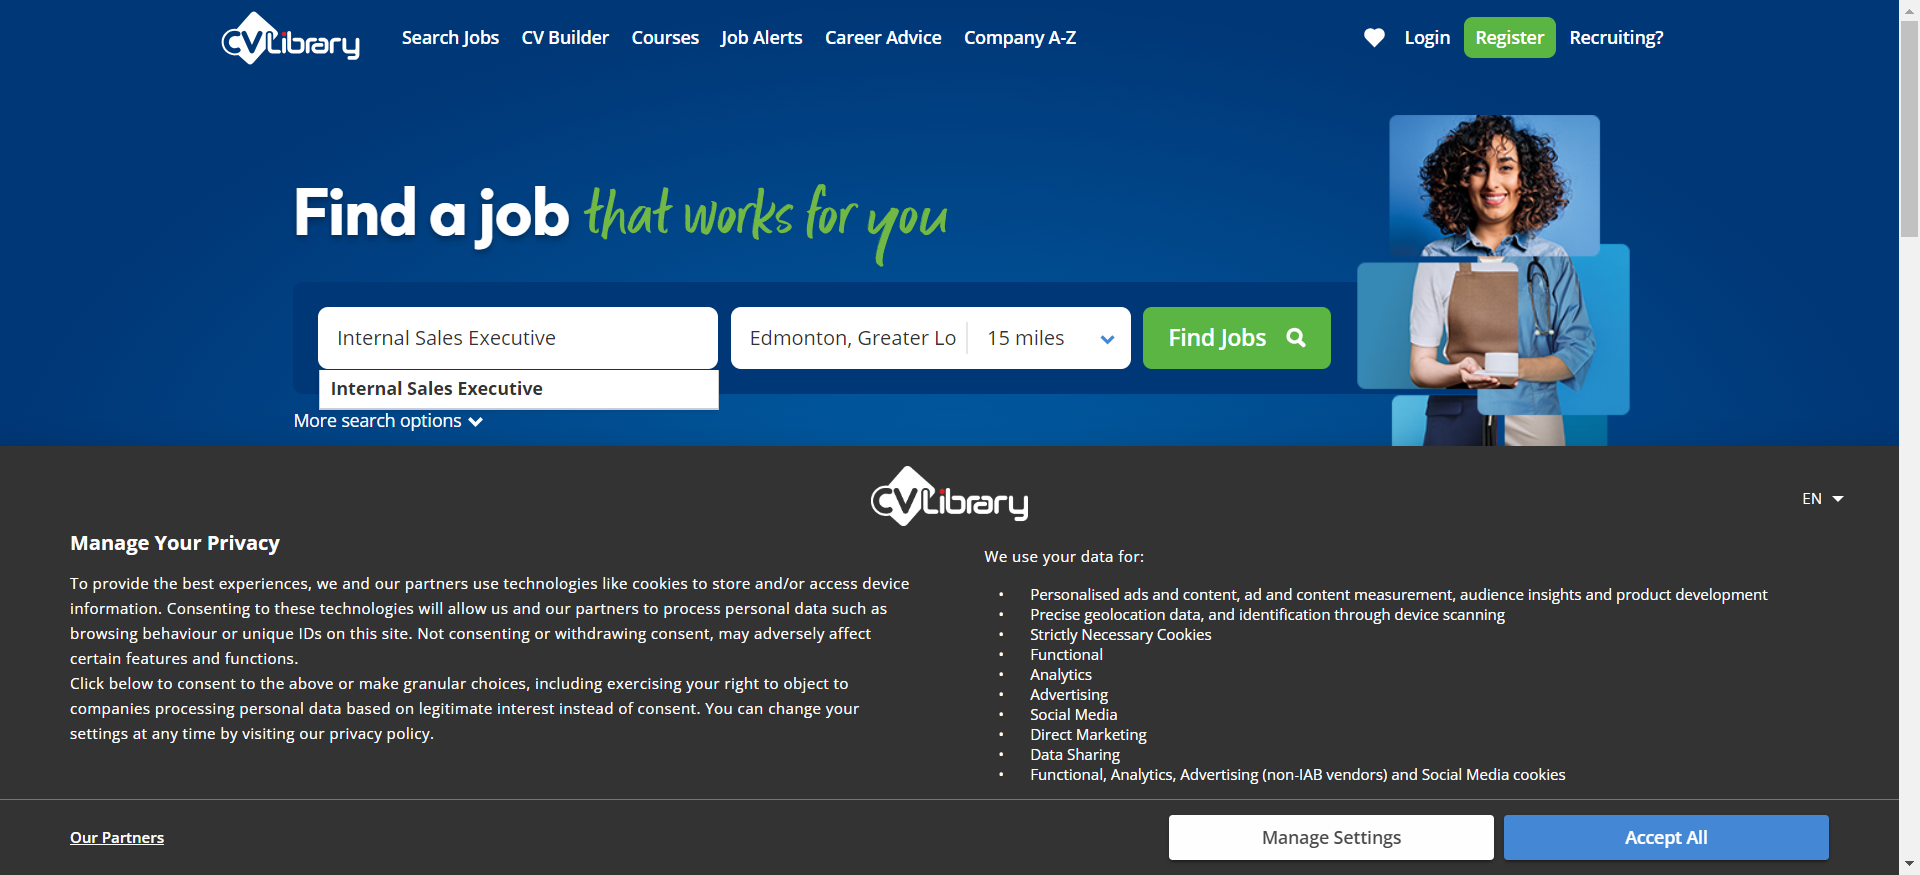 CVLibrary
Search Jobs
CV Builder
Courses
Job Alerts
Career Advice
Company A-Z
Login
Register
Recruiting?
Find a job that works for you
Internal Sales Executive
Edmonton, Greater Lo
15 miles
Find Jobs
Internal Sales Executive
More search options
CVLibrary
EN
Manage Your Privacy
To provide the best experiences, we and our partners use technologies like cookies to store and/or access device
information. Consenting to these technologies will allow us and our partners to process personal data such as
browsing behaviour or unique IDs on this site. Not consenting or withdrawing consent, may adversely affect
certain features and functions.
Click below to consent to the above or make granular choices, including exercising your right to object to
companies processing personal data based on legitimate interest instead of consent. You can change your
settings at any time by visiting our privacy policy.
We use your data for:
• Personalised ads and content, ad and content measurement, audience insights and product development
• Precise geolocation data, and identification through device scanning
• Strictly Necessary Cookies
• Functional
• Analytics
• Advertising
• Social Media
• Direct Marketing
• Data Sharing
• Functional, Analytics, Advertising (non-IAB vendors) and Social Media cookies
Our Partners
Manage Settings
Accept All